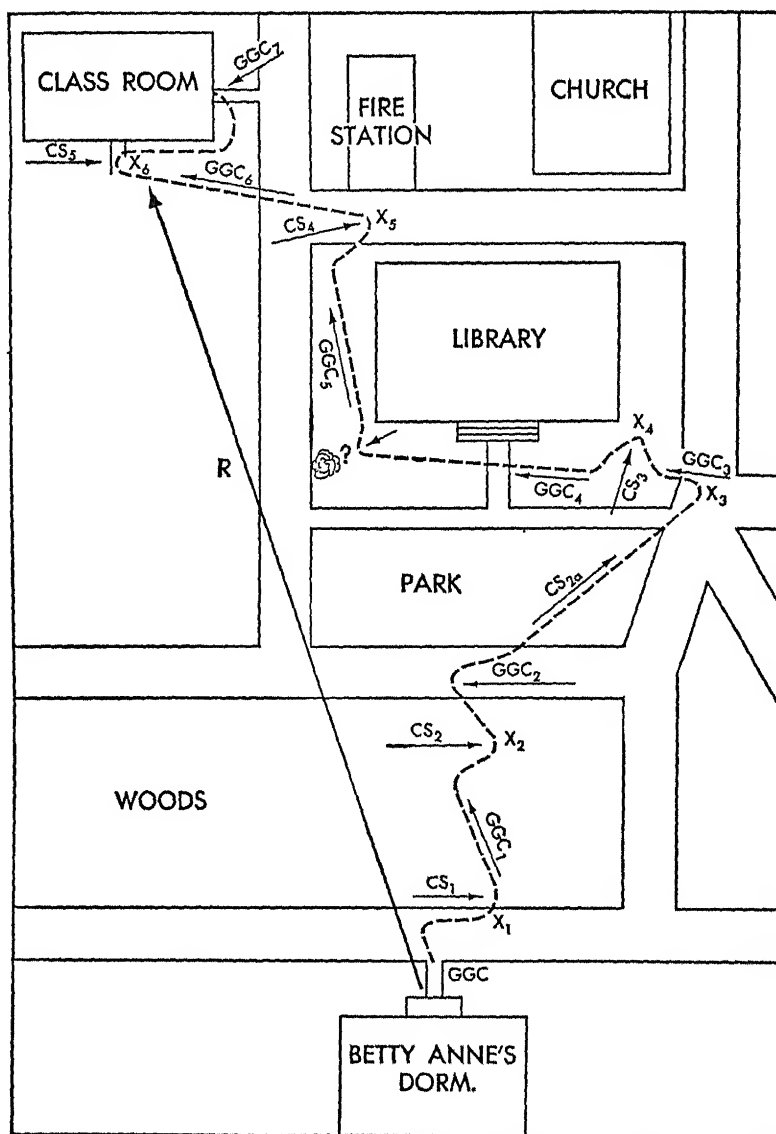 GGC₇
CLASS ROOM
FIRE
STATION
CHURCH
CS₅
X₆
GGC₆
CS₄
X₅
LIBRARY
GGC₅
X₄
?
GGC₃
R
GGC₄
CS₃
X₃
PARK
CS₂ₐ
GGC₂
CS₂
X₂
WOODS
GGC₁
CS₁
X₁
GGC
BETTY ANNE'S
DORM.